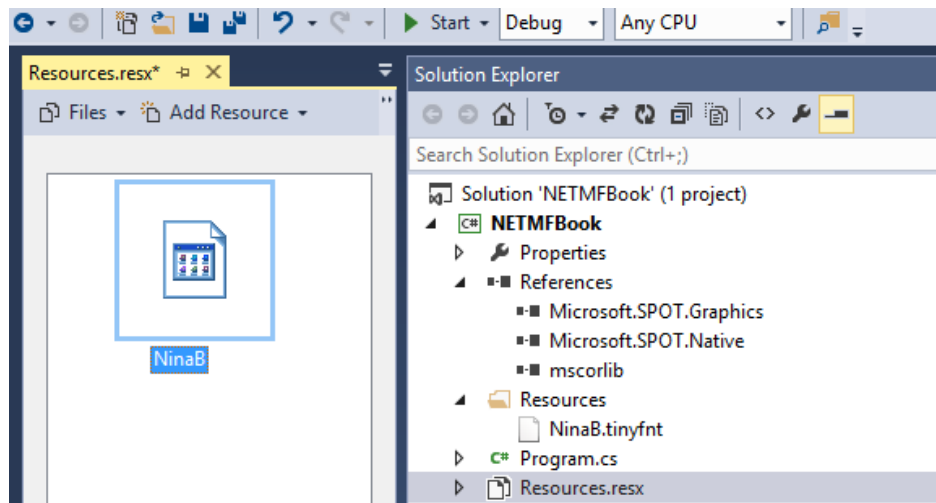 Start Debug Any CPU
Resources.resx*
Files Add Resource
NinaB
Solution Explorer
Search Solution Explorer (Ctrl+;)
Solution 'NETMFBook' (1 project)
C# NETMFBook
Properties
References
Microsoft.SPOT.Graphics
Microsoft.SPOT.Native
mscorlib
Resources
NinaB.tinyfnt
C# Program.cs
Resources.resx